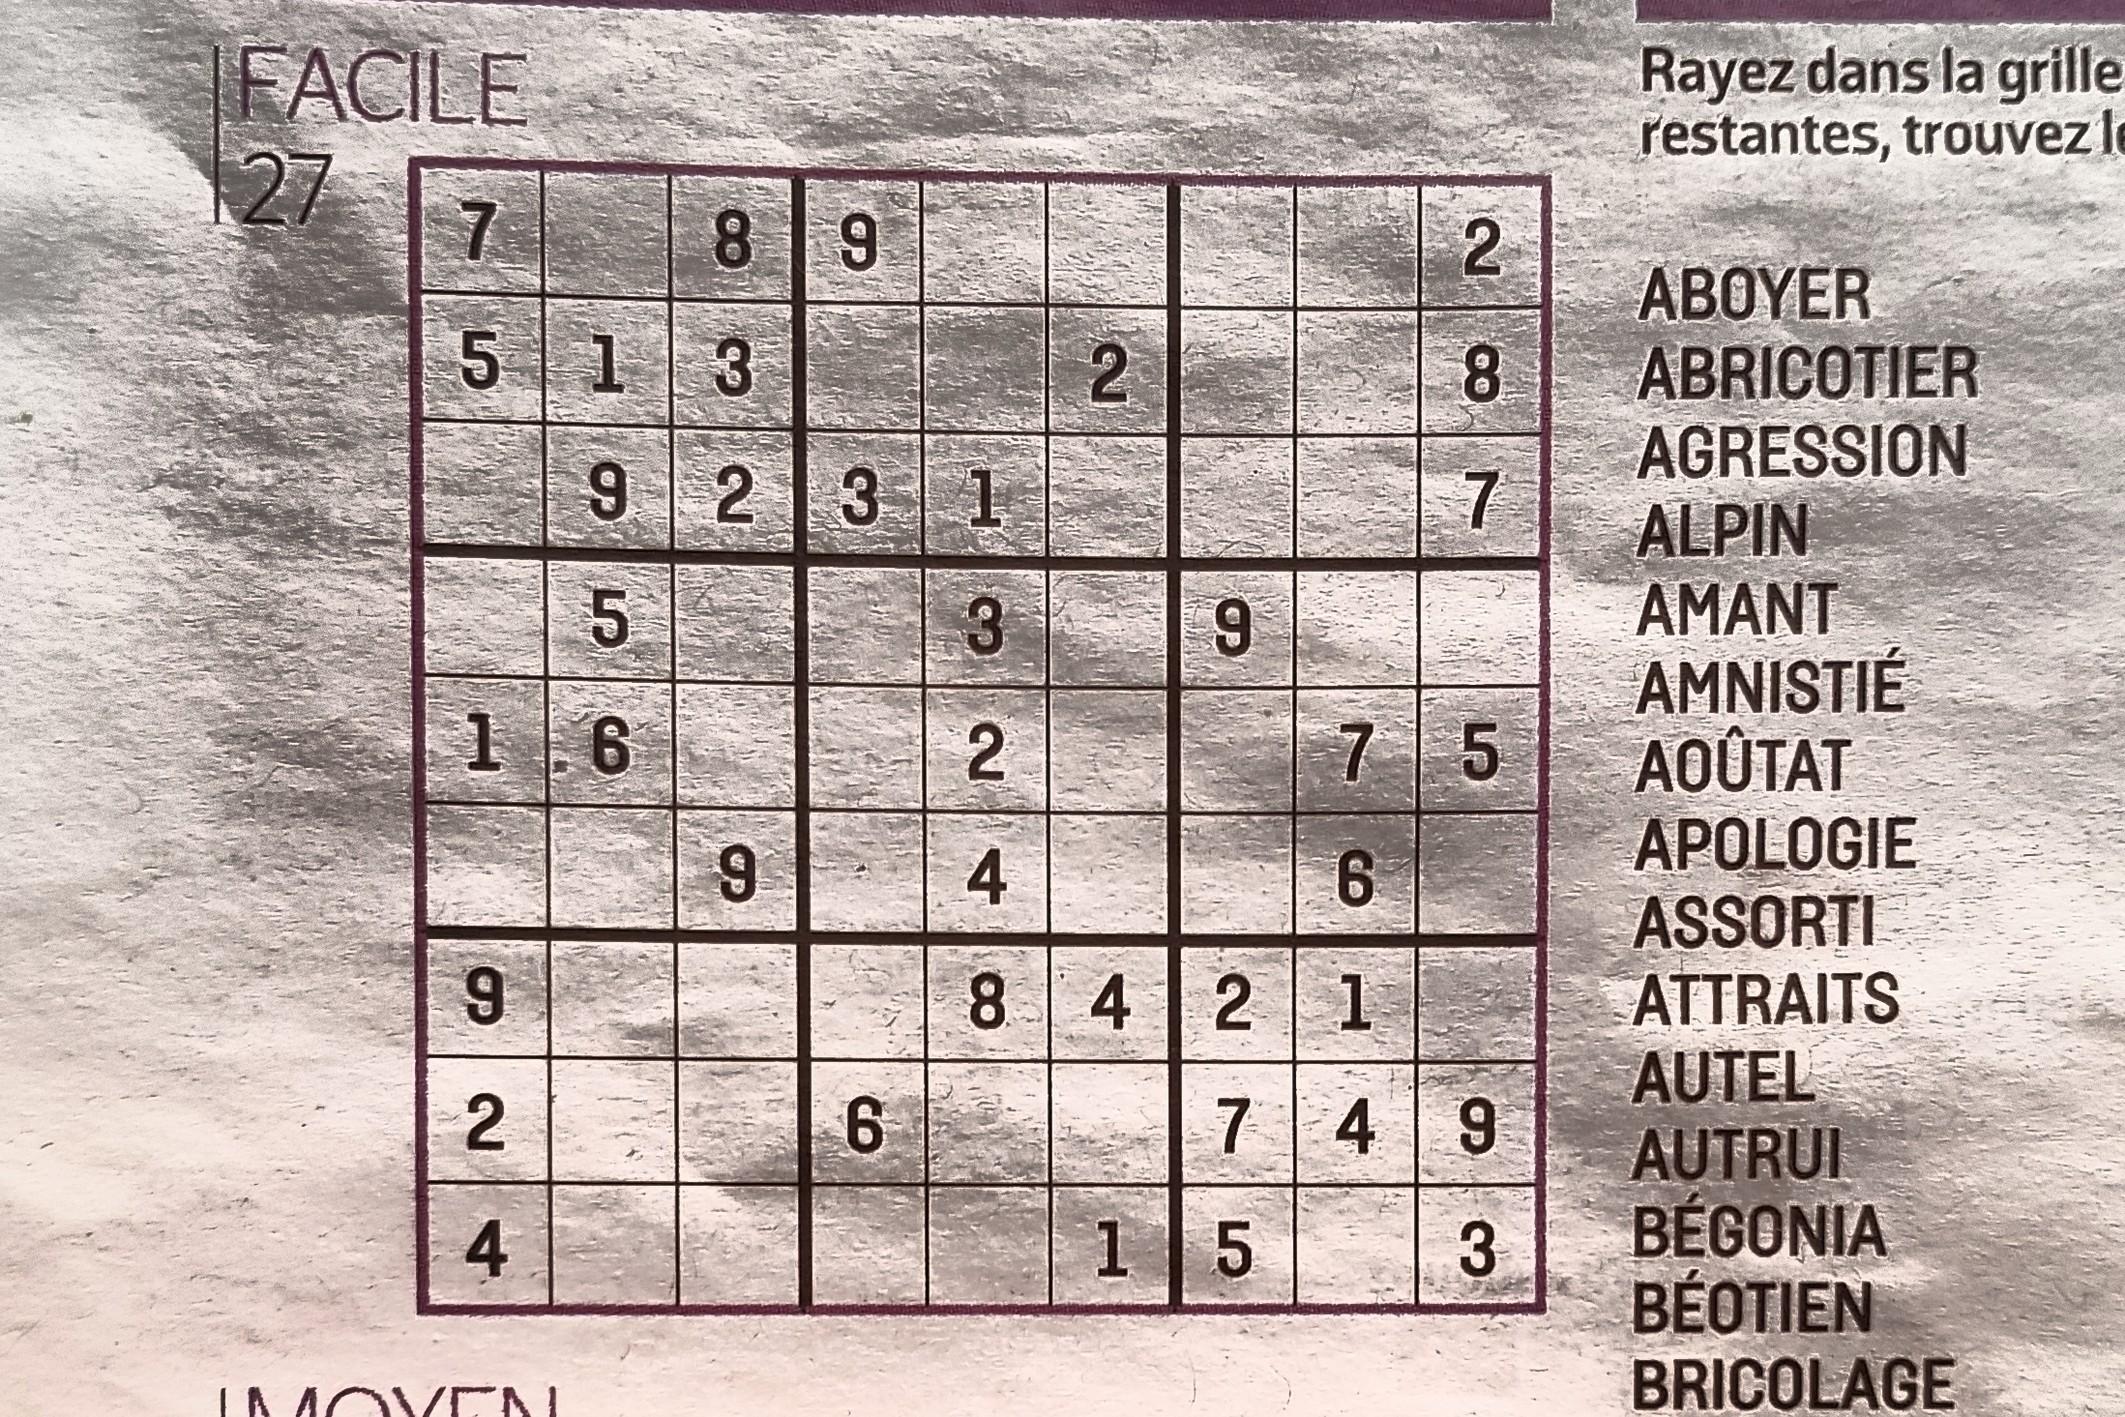 FACILE
27
7 8 9 2
5 1 3 2 8
9 2 3 1 7
5 3 9
1 6 2 7 5
9 4 6
9 8 4 2 1
2 6 7 4 9
4 1 5 3
MOYEN
Rayez dans la grille
restantes, trouvez
ABOYER
ABRICOTIER
AGRESSION
ALPIN
AMANT
AMNISTIÉ
AOÛTAT
APOLOGIE
ASSORTI
ATTRAITS
AUTEL
AUTRUI
BÉGONIA
BÉOTIEN
BRICOLAGE